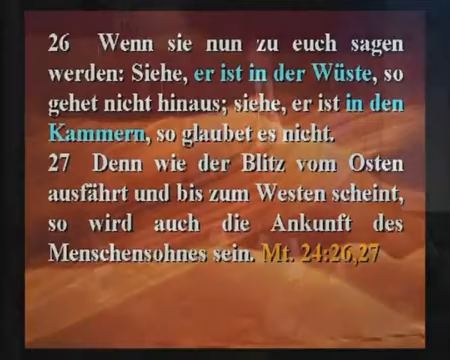 26 Wenn sie nun zu euch sagen
werden: Siehe, er ist in der Wüste, so
gehet nicht hinaus; siehe, er ist in den
Kammern, so glaubet es nicht.
27 Denn wie der Blitz vom Osten
ausfährt und bis zum Westen scheint,
so wird auch die Ankunft des
Menschensohnes sein. Mt. 24:26,27